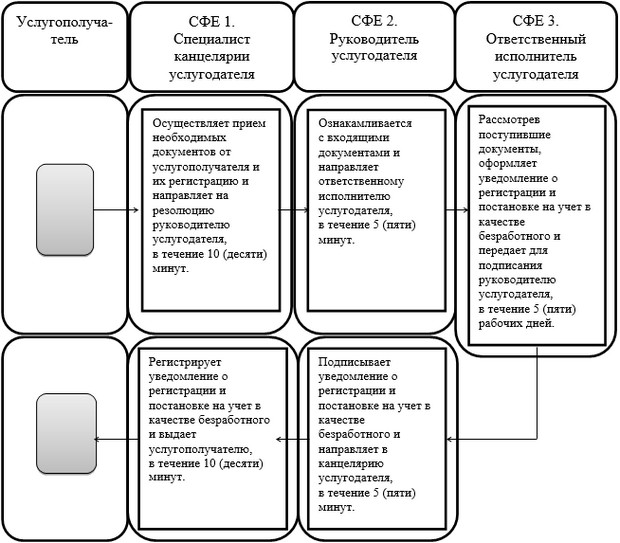 Услугополуча-
тель
СФЕ 1.
Специалист
канцелярии
услугодателя
СФЕ 2.
Руководитель
услугодателя
СФЕ 3.
Ответственный
исполнитель
услугодателя
Осуществляет прием
необходимых
документов от
услугополучателя и
их регистрацию и
направляет на
резолюцию
руководителю
услугодателя,
в течение 10 (десяти)
минут.
Ознакамливается
с входящими
документами и
направляет
ответственному
исполнителю
услугодателя,
в течение 5 (пяти)
минут.
Рассмотрев
поступившие
документы,
оформляет
уведомление о
регистрации и
постановке на учет в
качестве
безработного и
передает для
подписания
руководителю
услугодателя,
в течение 5 (пяти)
рабочих дней.
Регистрирует
уведомление о
регистрации и
постановке на учет в
качестве безработного
и выдает
услугополучателю,
в течение 10 (десяти)
минут.
Подписывает
уведомление о
регистрации и
постановке на учет в
качестве
безработного и
направляет в
канцелярию
услугодателя,
в течение 5 (пяти)
минут.